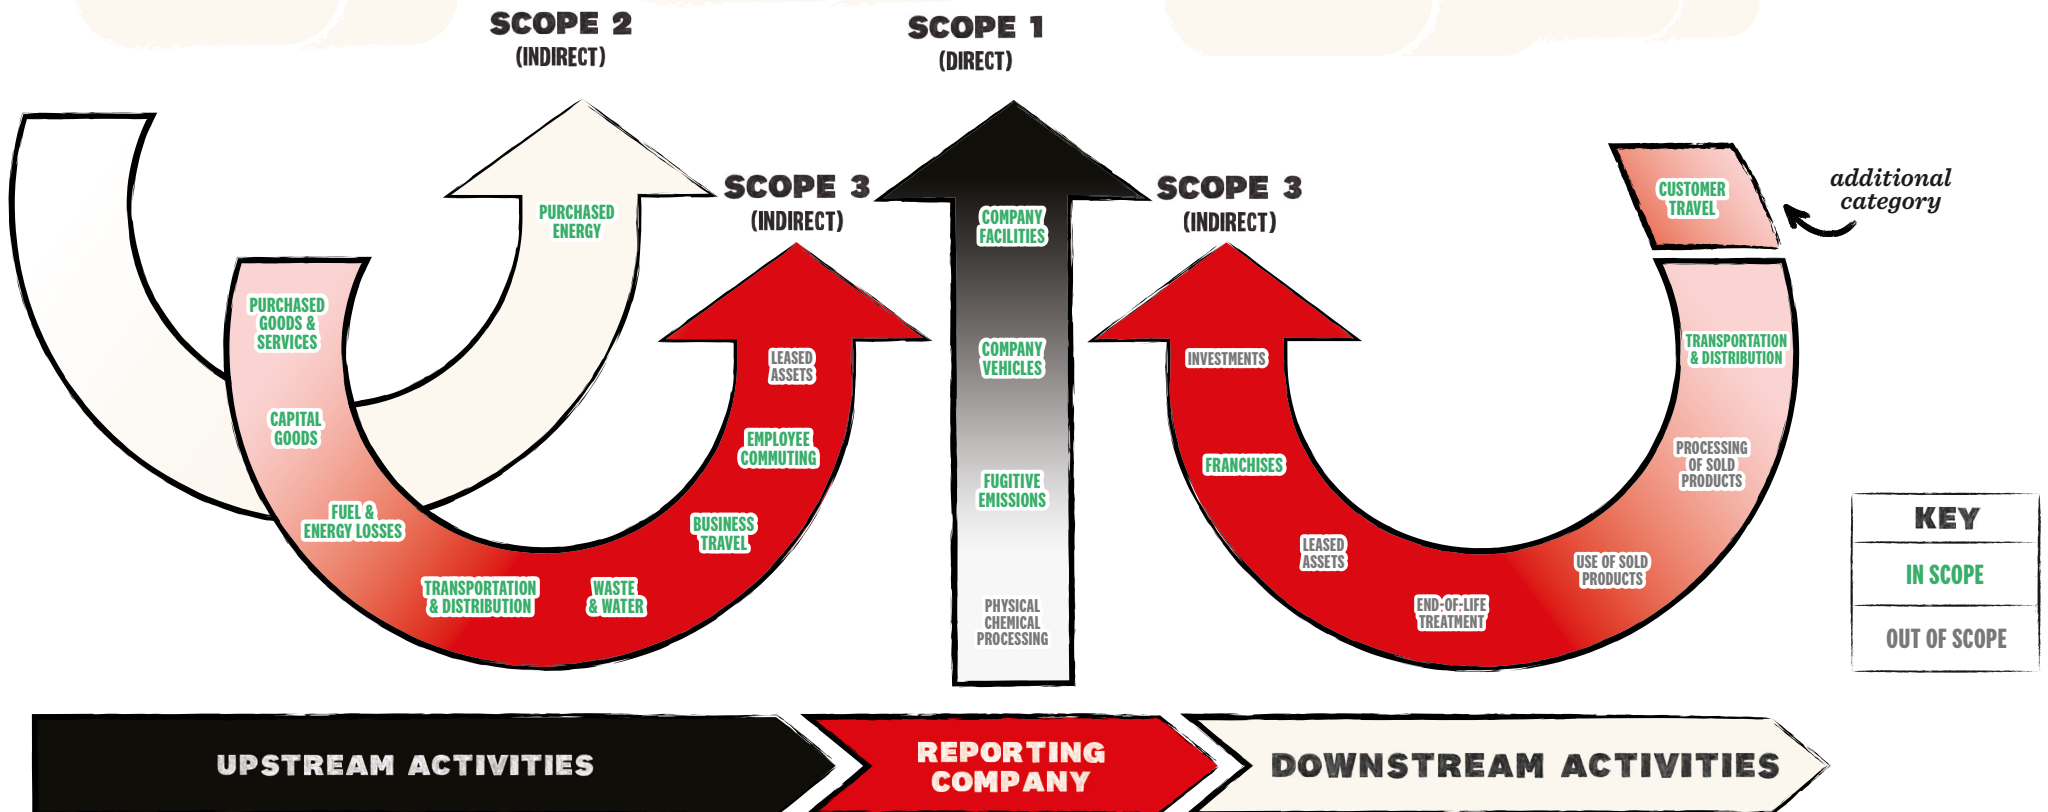 SCOPE 2
(INDIRECT)
SCOPE 1
(DIRECT)
SCOPE 3
(INDIRECT)
SCOPE 3
(INDIRECT)
PURCHASED
ENERGY
PURCHASED
GOODS &
SERVICES
CAPITAL
GOODS
FUEL &
ENERGY LOSSES
TRANSPORTATION
& DISTRIBUTION
WASTE
& WATER
BUSINESS
TRAVEL
EMPLOYEE
COMMUTING
LEASED
ASSETS
COMPANY
FACILITIES
COMPANY
VEHICLES
FUGITIVE
EMISSIONS
PHYSICAL
CHEMICAL
PROCESSING
INVESTMENTS
FRANCHISES
LEASED
ASSETS
END-OF-LIFE
TREATMENT
USE OF SOLD
PRODUCTS
PROCESSING
OF SOLD
PRODUCTS
TRANSPORTATION
& DISTRIBUTION
CUSTOMER
TRAVEL
additional
category
KEY
IN SCOPE
OUT OF SCOPE
UPSTREAM ACTIVITIES
REPORTING
COMPANY
DOWNSTREAM ACTIVITIES